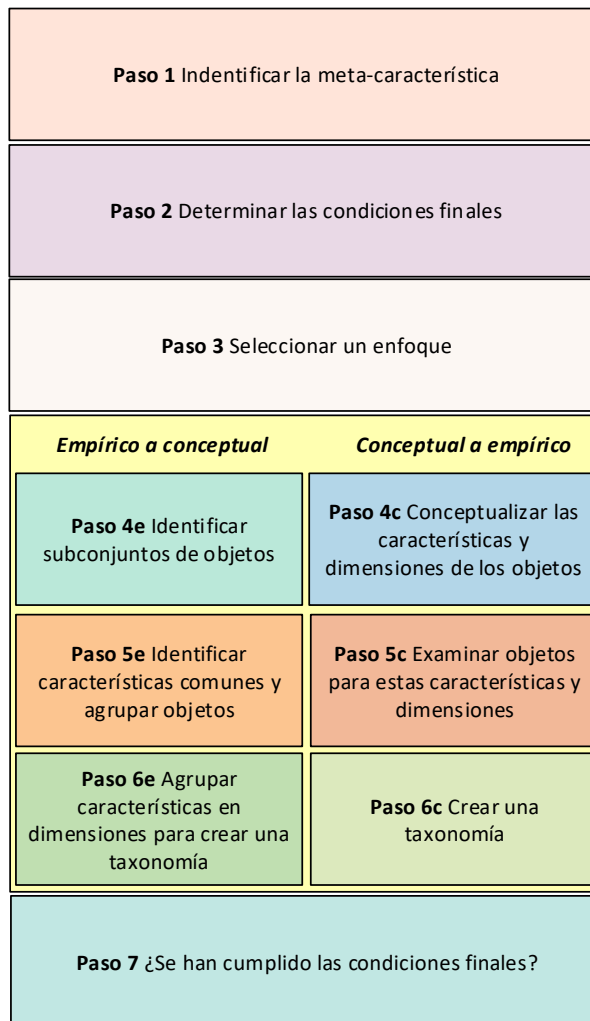 Paso 1 Indentificar la meta-característica
Paso 2 Determinar las condiciones finales
Paso 3 Seleccionar un enfoque
Empírico a conceptual
Conceptual a empírico
Paso 4e Identificar
subconjuntos de objetos
Paso 4c Conceptualizar las
características y
dimensiones de los objetos
Paso 5e Identificar
características comunes y
agrupar objetos
Paso 5c Examinar objetos
para estas características y
dimensiones
Paso 6e Agrupar
características en
dimensiones para crear una
taxonomía
Paso 6c Crear una
taxonomía
Paso 7 ¿Se han cumplido las condiciones finales?